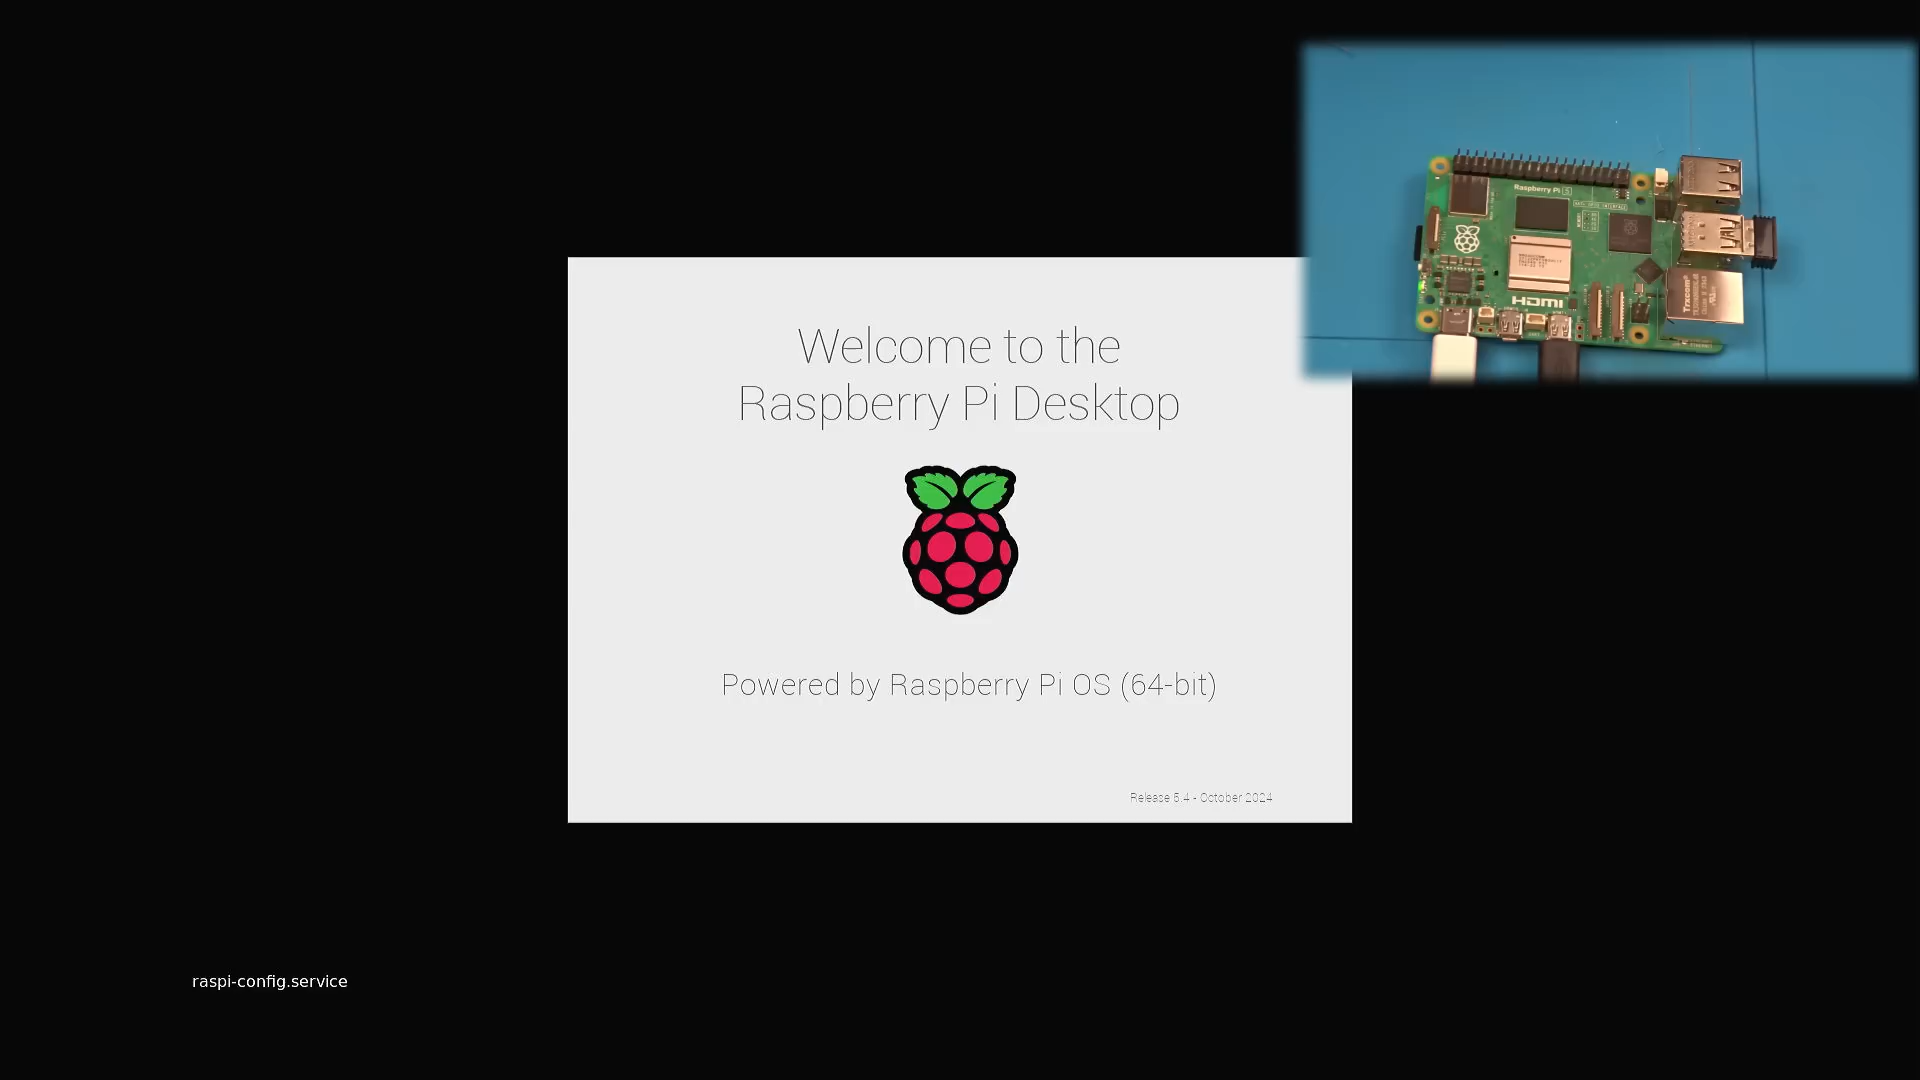 Welcome to the
Raspberry Pi Desktop
Powered by Raspberry Pi OS (64-bit)
Release 5.4 - October 2024
raspi-config.service
Raspberry Pi 5
HDMI
Trxcom